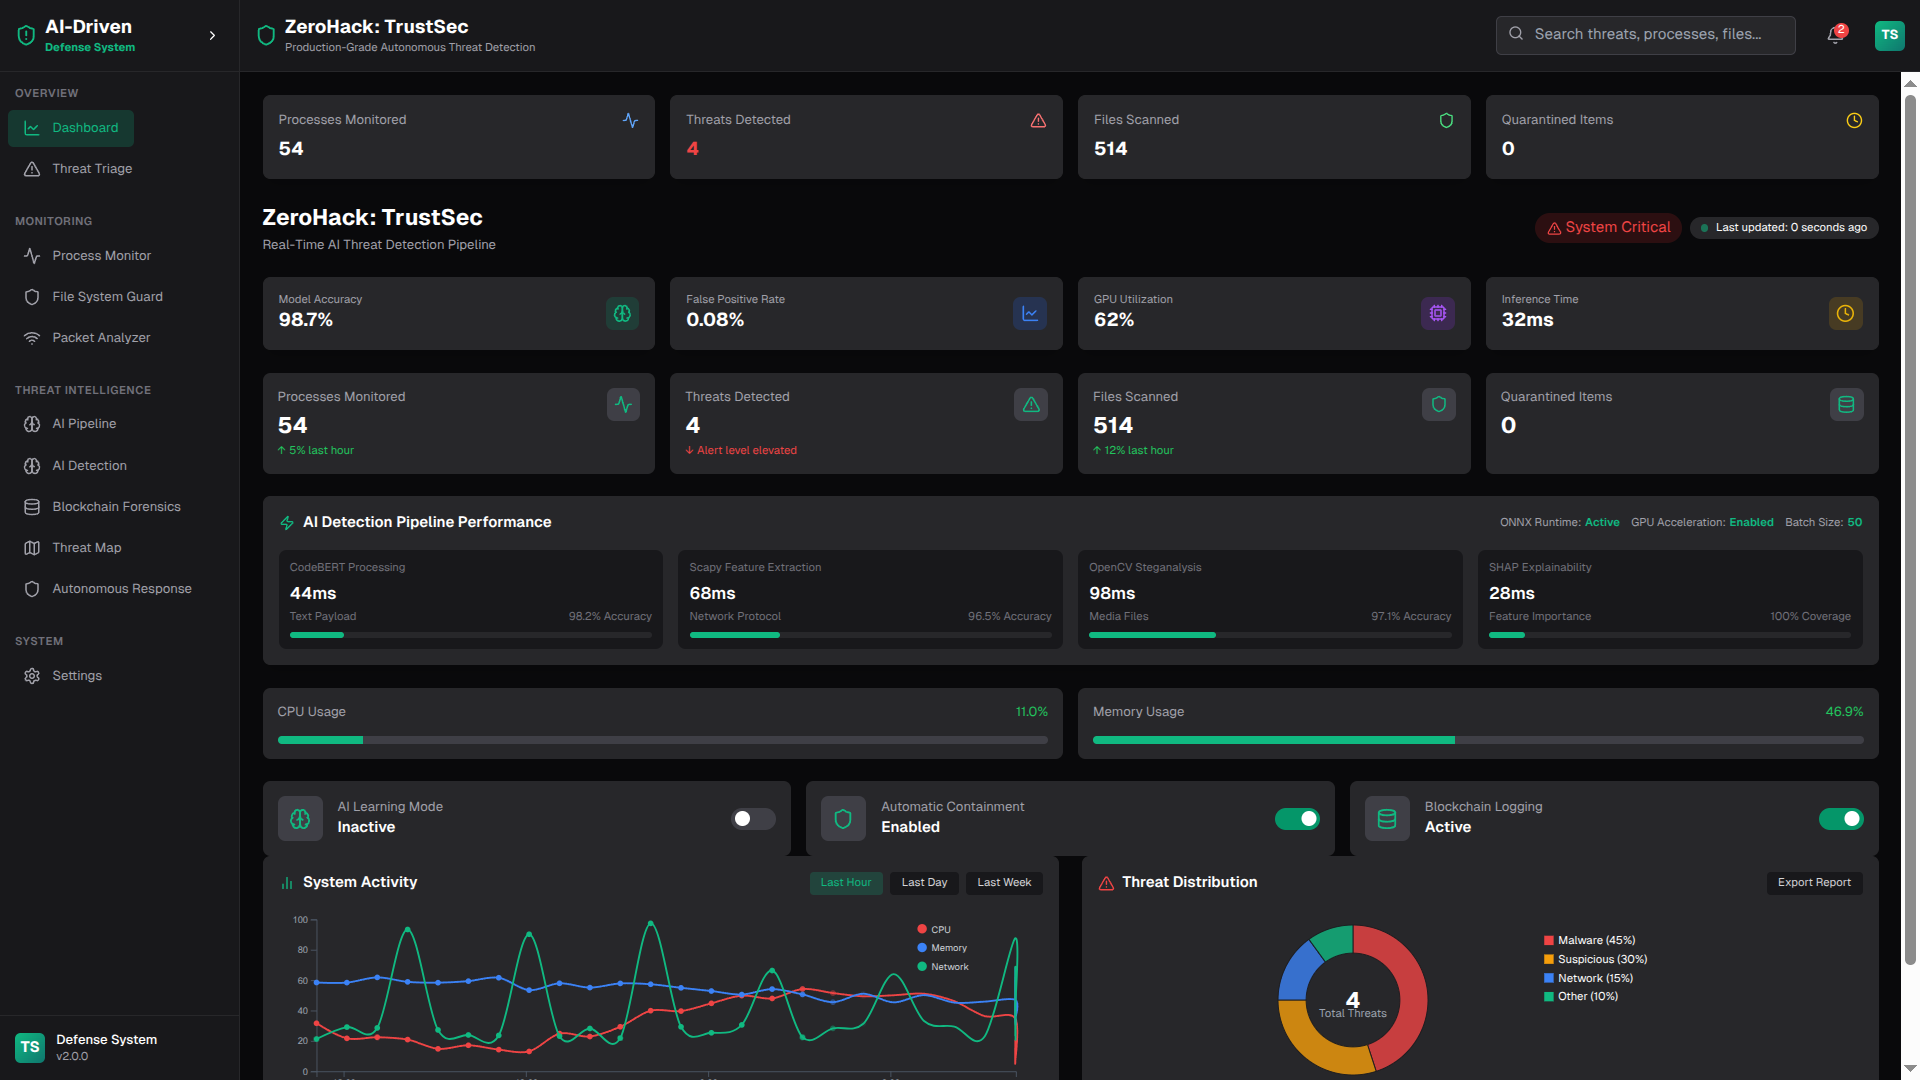 AI-Driven
Defense System
ZeroHack: TrustSec
Production-Grade Autonomous Threat Detection
Search threats, processes, files...
2
TS
OVERVIEW
Dashboard
Threat Triage
MONITORING
Process Monitor
File System Guard
Packet Analyzer
THREAT INTELLIGENCE
AI Pipeline
AI Detection
Blockchain Forensics
Threat Map
Autonomous Response
SYSTEM
Settings
TS
Defense System
v2.0.0
Processes Monitored
54
Threats Detected
4
Files Scanned
514
Quarantined Items
0
ZeroHack: TrustSec
Real-Time AI Threat Detection Pipeline
System Critical
Last updated: 0 seconds ago
Model Accuracy
98.7%
False Positive Rate
0.08%
GPU Utilization
62%
Inference Time
32ms
Processes Monitored
54
↑ 5% last hour
Threats Detected
4
↓ Alert level elevated
Files Scanned
514
↑ 12% last hour
Quarantined Items
0
AI Detection Pipeline Performance
ONNX Runtime: Active GPU Acceleration: Enabled Batch Size: 50
CodeBERT Processing
44ms
Text Payload 98.2% Accuracy
Scapy Feature Extraction
68ms
Network Protocol 96.5% Accuracy
OpenCV Steganalysis
98ms
Media Files 97.1% Accuracy
SHAP Explainability
28ms
Feature Importance 100% Coverage
CPU Usage 11.0%
Memory Usage 46.9%
AI Learning Mode
Inactive
Automatic Containment
Enabled
Blockchain Logging
Active
System Activity
Last Hour Last Day Last Week
100
80
60
40
20
0
CPU
Memory
Network
Threat Distribution
Export Report
4
Total Threats
Malware (45%)
Suspicious (30%)
Network (15%)
Other (10%)